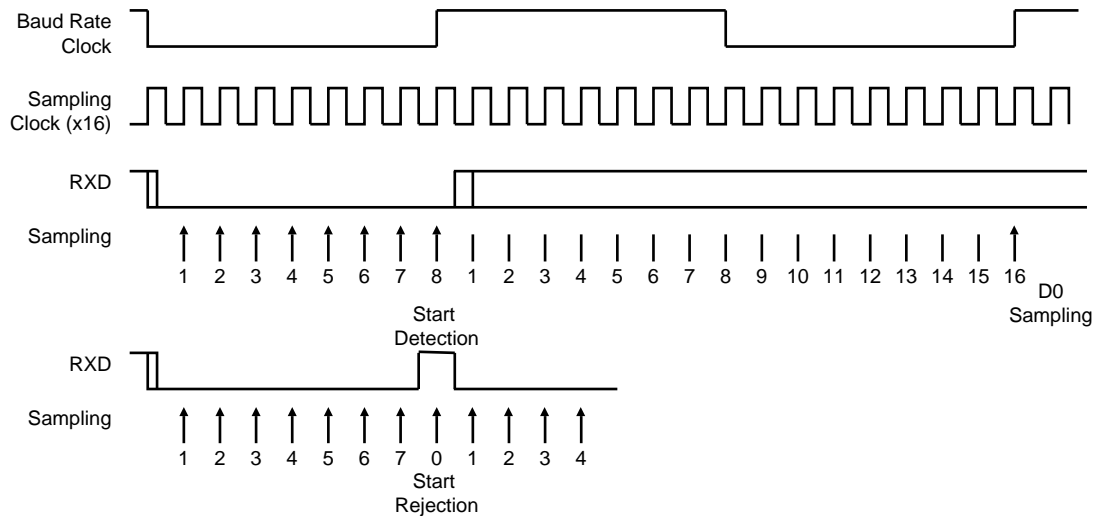 Baud Rate
Clock
Sampling
Clock (x16)
RXD
Sampling
1 2 3 4 5 6 7 8 1 2 3 4 5 6 7 8 9 10 11 12 13 14 15 16
D0
Sampling
Start
Detection
RXD
Sampling
1 2 3 4 5 6 7 0 1 2 3 4
Start
Rejection